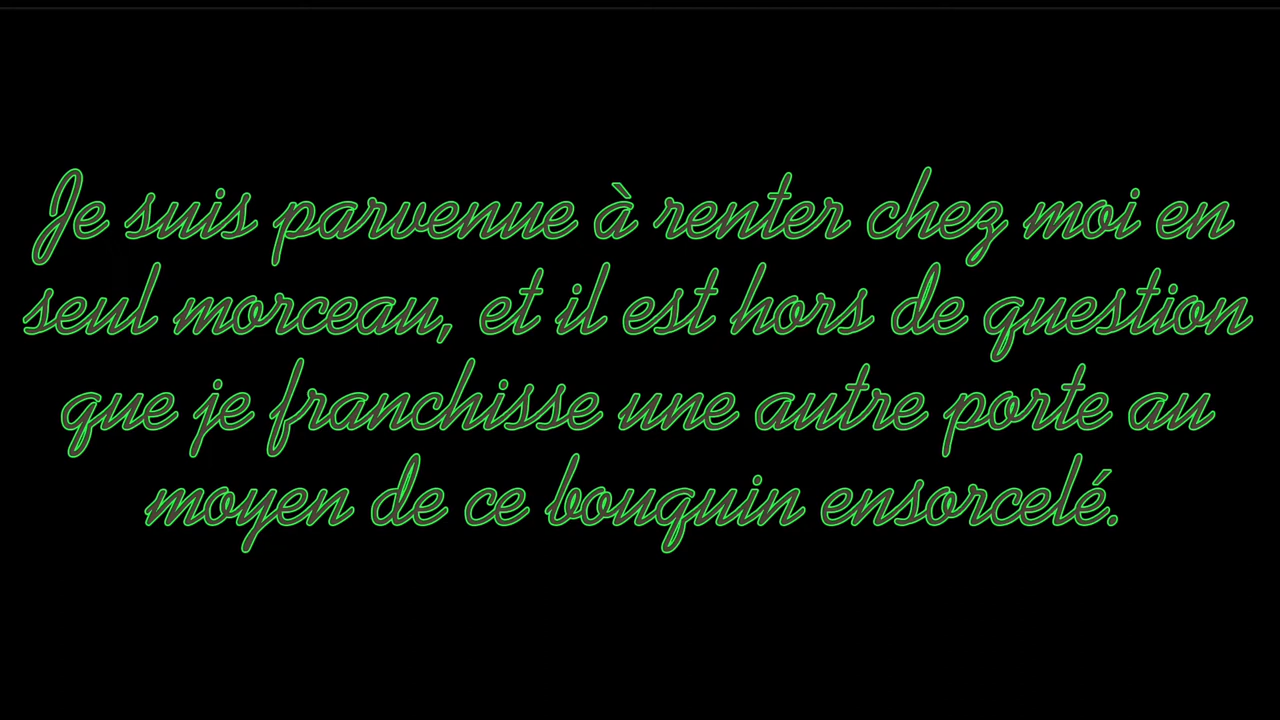 Je suis parvenue à renter chez moi en
seul morceau, et il est hors de question
que je franchisse une autre porte au
moyen de ce bouquin ensorcelé.